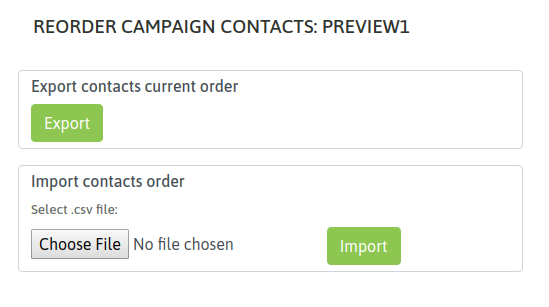 REORDER CAMPAIGN CONTACTS: PREVIEW1
Export contacts current order
Export
Import contacts order
Select .csv file:
Choose File No file chosen
Import